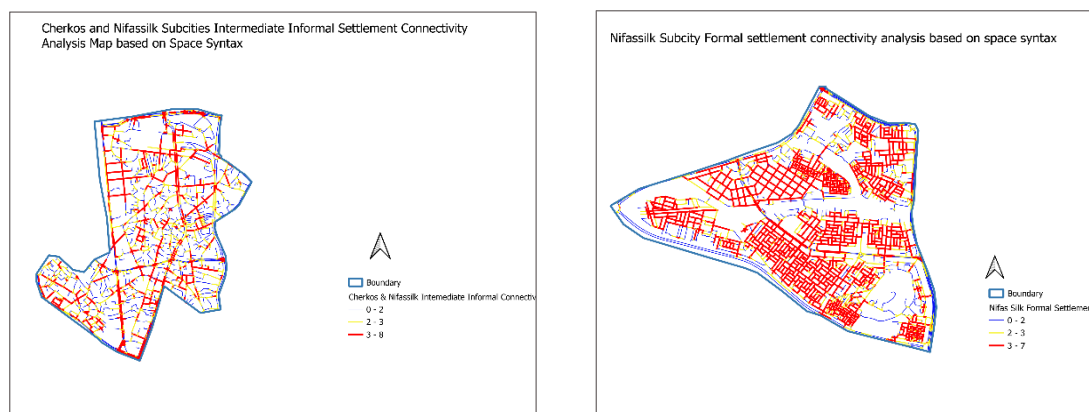 Cherkos and Nifassilk Subcities Intermediate Informal Settlement Connectivity
Analysis Map based on Space Syntax
Boundary
Cherkos & Nifassilk Intemediate Informal Connectiv
0 - 2
2 - 3
3 - 8
Nifassilk Subcity Formal settlement connectivity analysis based on space syntax
Boundary
Nifas Silk Formal Settlemer
0 - 2
2 - 3
3 - 7